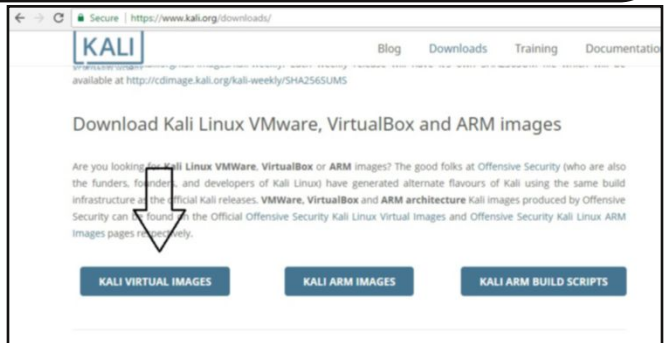 Secure | https://www.kali.org/downloads/
KALI
Blog Downloads Training Documentatio
available at http://cdimage.kali.org/kali-weekly/SHA256SUMS
Download Kali Linux VMware, VirtualBox and ARM images
Are you looking for Kali Linux VMWare, VirtualBox or ARM images? The good folks at Offensive Security (who are also
the funders, founders, and developers of Kali Linux) have generated alternate flavours of Kali using the same build
infrastructure as the official Kali releases. VMWare, VirtualBox and ARM architecture Kali images produced by Offensive
Security can be found on the Official Offensive Security Kali Linux Virtual Images and Offensive Security Kali Linux ARM
Images pages respectively.
KALI VIRTUAL IMAGES
KALI ARM IMAGES
KALI ARM BUILD SCRIPTS